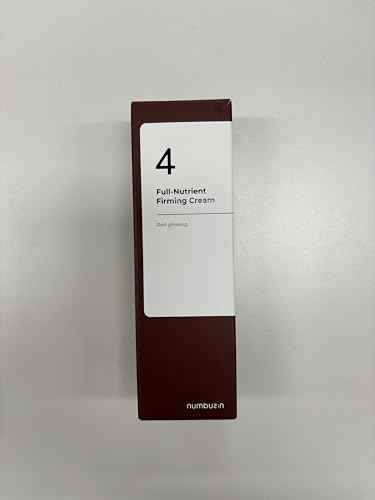 4
Full-Nutrient
Firming Cream
Red ginseng
numbuzin